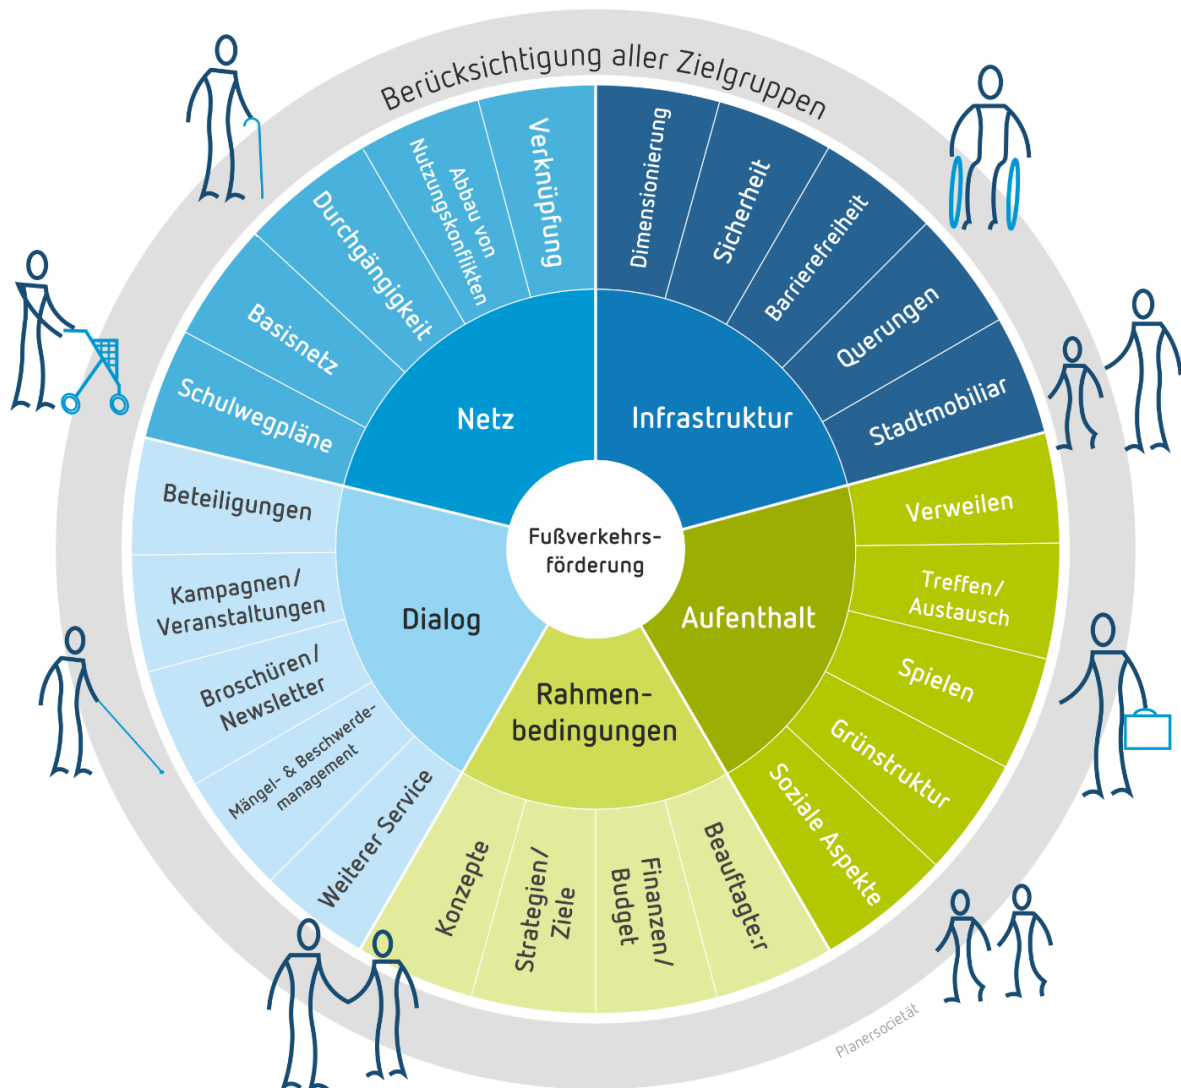 Berücksichtigung aller Zielgruppen
Fußverkehrs-
förderung
Infrastruktur
Dimensionierung
Sicherheit
Barrierefreiheit
Querungen
Stadtmobiliar
Aufenthalt
Verweilen
Treffen/
Austausch
Spielen
Grünstruktur
Soziale Aspekte
Rahmen-
bedingungen
Beauftagte:r
Finanzen/
Budget
Strategien/
Ziele
Konzepte
Dialog
Weiterer Service
Mängel- & Beschwerde-
management
Broschüren/
Newsletter
Kampagnen/
Veranstaltungen
Beteiligungen
Netz
Schulwegpläne
Basisnetz
Durchgängigkeit
Abbau von
Nutzungskonflikten
Verknüpfung
Planersocietät